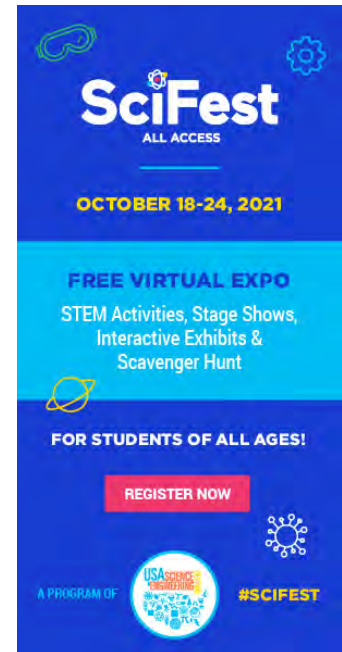 SciFest
ALL ACCESS
OCTOBER 18-24, 2021
FREE VIRTUAL EXPO
STEM Activities, Stage Shows,
Interactive Exhibits &
Scavenger Hunt
FOR STUDENTS OF ALL AGES!
REGISTER NOW
A PROGRAM OF
USA SCIENCE
& ENGINEERING
#SCIFEST